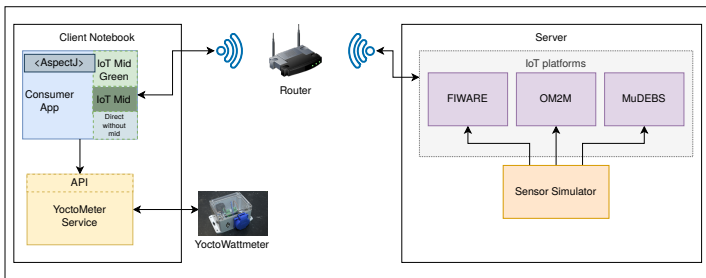 Client Notebook
<AspectJ>
IoT Mid
Green
Consumer
App
IoT Mid
Direct
without
mid
API
YoctoMeter
Service
YoctoWattmeter
Router
Server
IoT platforms
FIWARE
OM2M
MuDEBS
Sensor Simulator